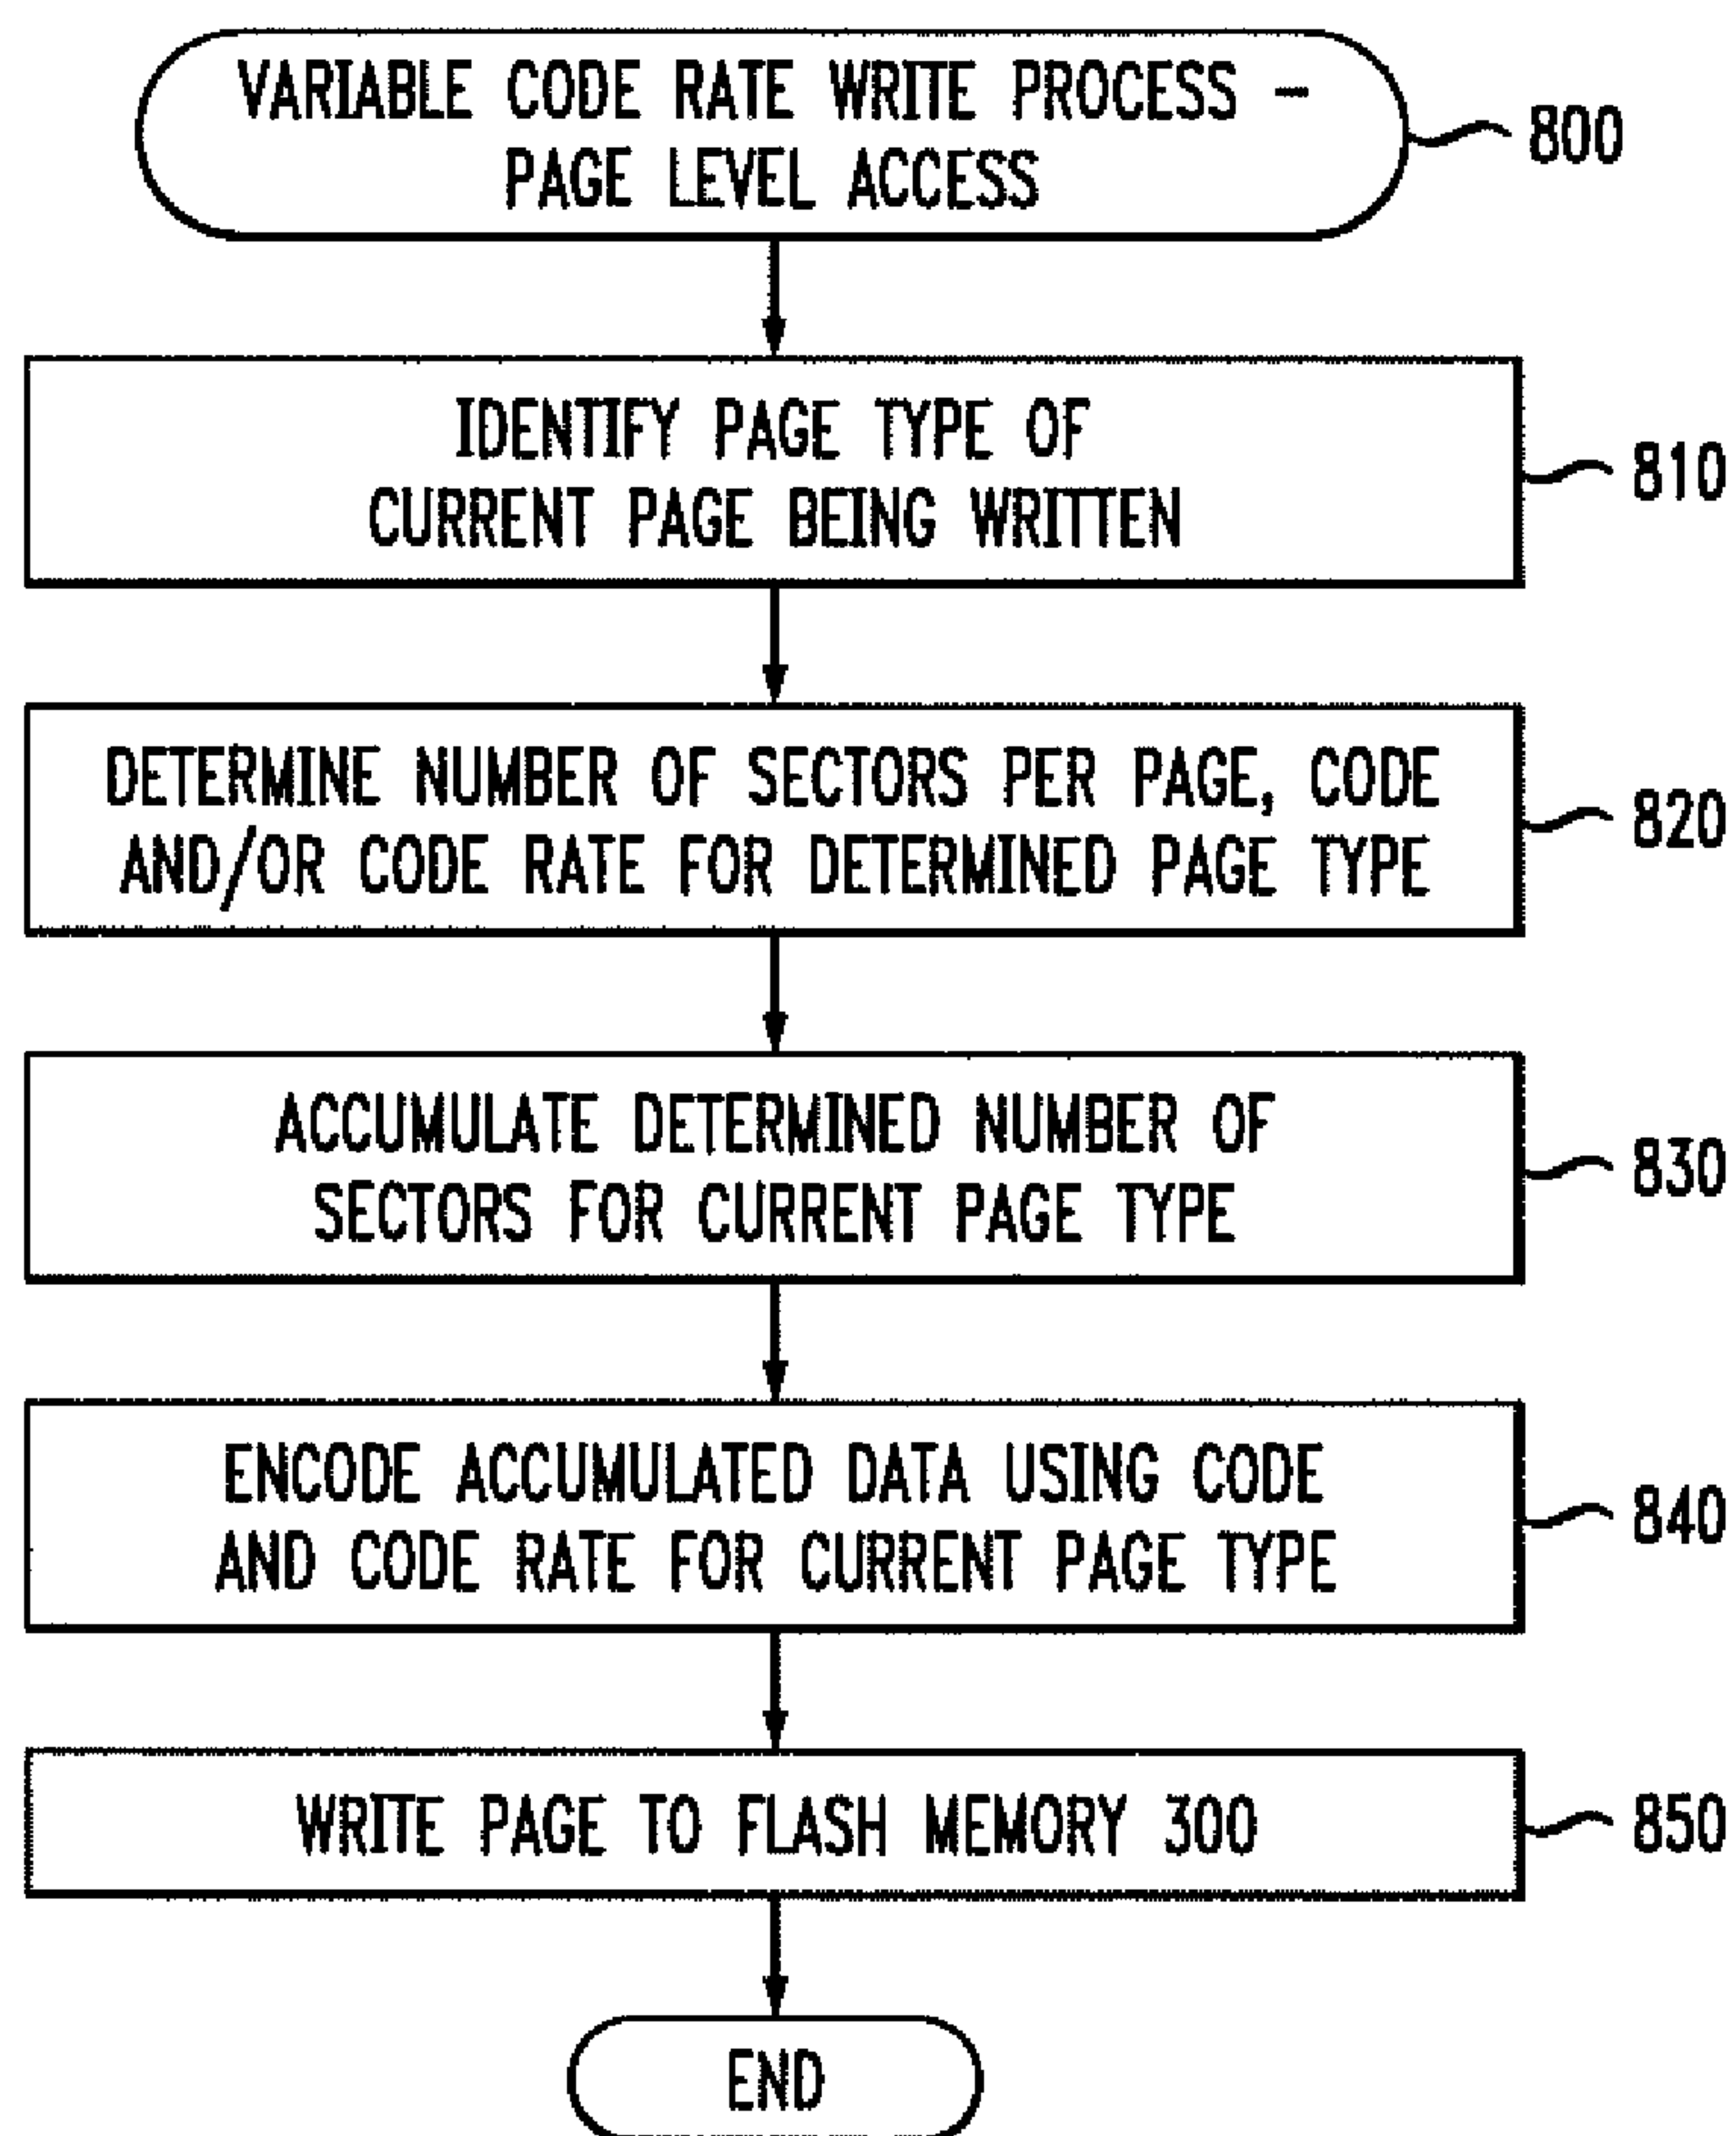 VARIABLE CODE RATE WRITE PROCESS -
PAGE LEVEL ACCESS
800
IDENTIFY PAGE TYPE OF
CURRENT PAGE BEING WRITTEN
810
DETERMINE NUMBER OF SECTORS PER PAGE, CODE
AND/OR CODE RATE FOR DETERMINED PAGE TYPE
820
ACCUMULATE DETERMINED NUMBER OF
SECTORS FOR CURRENT PAGE TYPE
830
ENCODE ACCUMULATED DATA USING CODE
AND CODE RATE FOR CURRENT PAGE TYPE
840
WRITE PAGE TO FLASH MEMORY 300
850
END